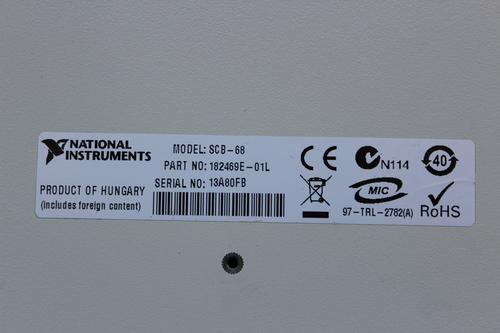 NATIONAL
INSTRUMENTS
PRODUCT OF HUNGARY
(includes foreign content)
MODEL: SCB-68
PART NO: 182469E-01L
SERIAL NO: 13A80FB
CE
N114
40
MIC
97-TRL-2782(A)
RoHS